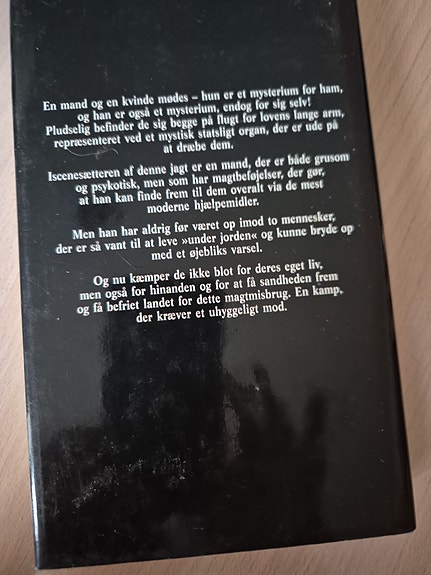 En mand og en kvinde mødes – hun er et mysterium for ham,
og han er også et mysterium, endog for sig selv!
Pludselig befinder de sig begge på flugt for lovens lange arm,
repræsenteret ved et mystisk statsligt organ, der er ude på
at dræbe dem.
Iscenesætteren af denne jagt er en mand, der er både grusom
og psykotisk, men som har magtbeføjelser, der gør,
at han kan finde frem til dem overalt via de mest
moderne hjælpemidler.
Men han har aldrig før været op imod to mennesker,
der er så vant til at leve »under jorden« og kunne bryde op
med et øjebliks varsel.
Og nu kæmper de ikke blot for deres eget liv,
men også for hinanden og for at få sandheden frem
og få befriet landet for dette magtmisbrug. En kamp,
der kræver et uhyggeligt mod.